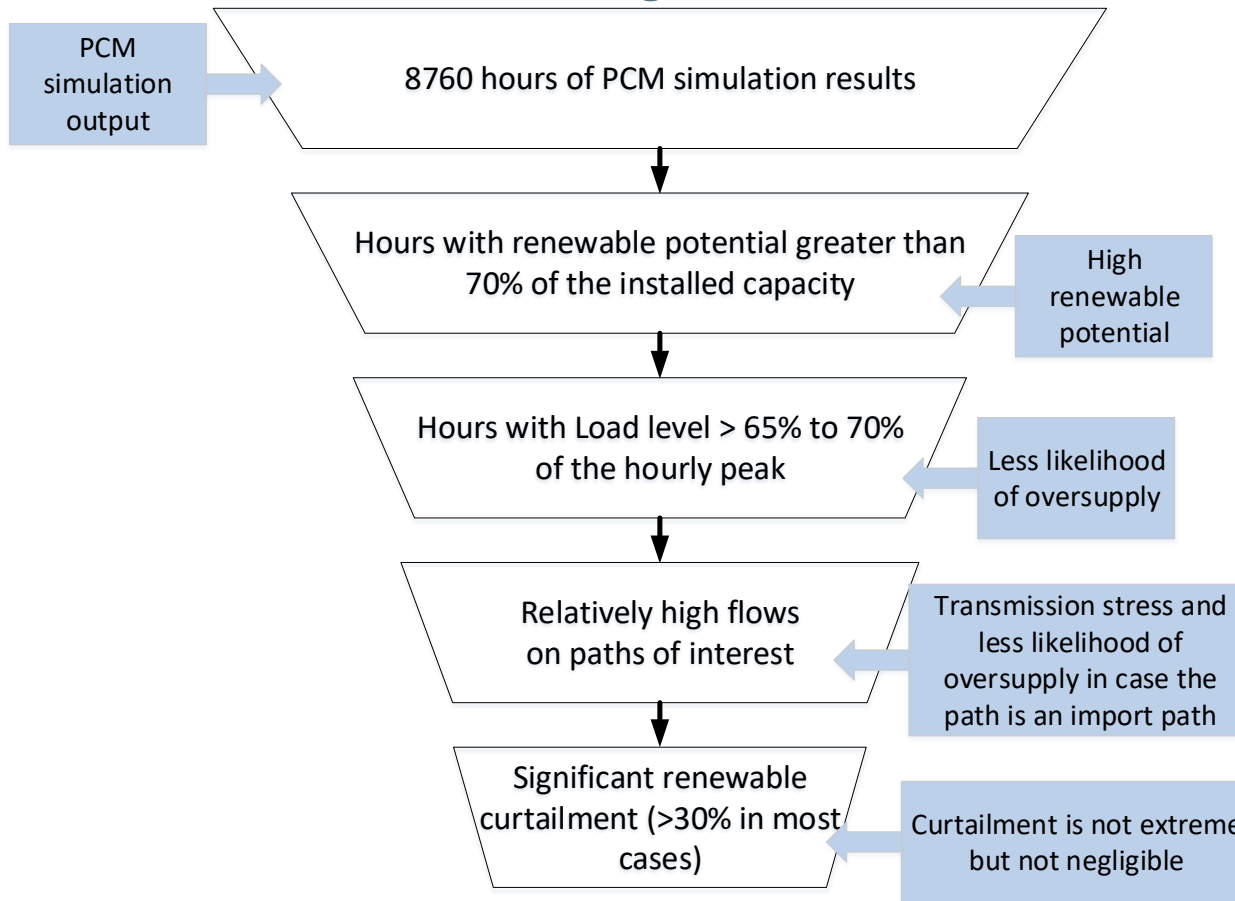 PCM
simulation
output
8760 hours of PCM simulation results
Hours with renewable potential greater than
70% of the installed capacity
High
renewable
potential
Hours with Load level > 65% to 70%
of the hourly peak
Less likelihood
of oversupply
Relatively high flows
on paths of interest
Transmission stress and
less likelihood of
oversupply in case the
path is an import path
Significant renewable
curtailment (>30% in most
cases)
Curtailment is not extreme
but not negligible